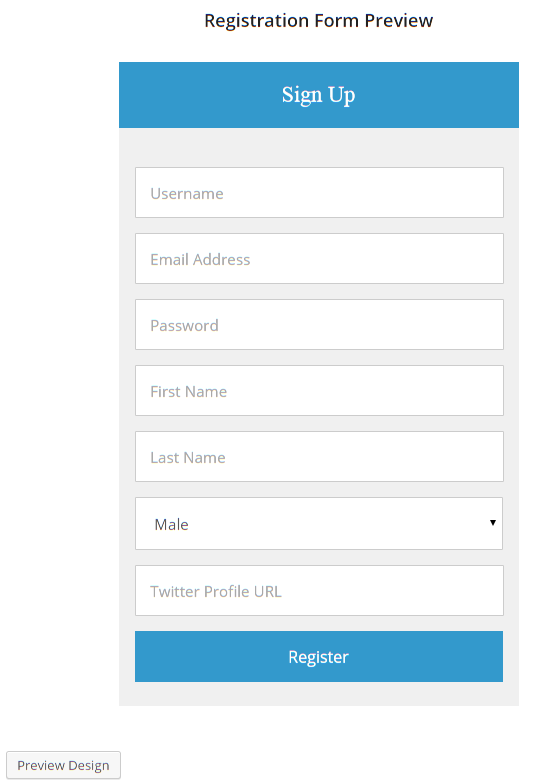 Registration Form Preview
Sign Up
Username
Email Address
Password
First Name
Last Name
Male
Twitter Profile URL
Register
Preview Design